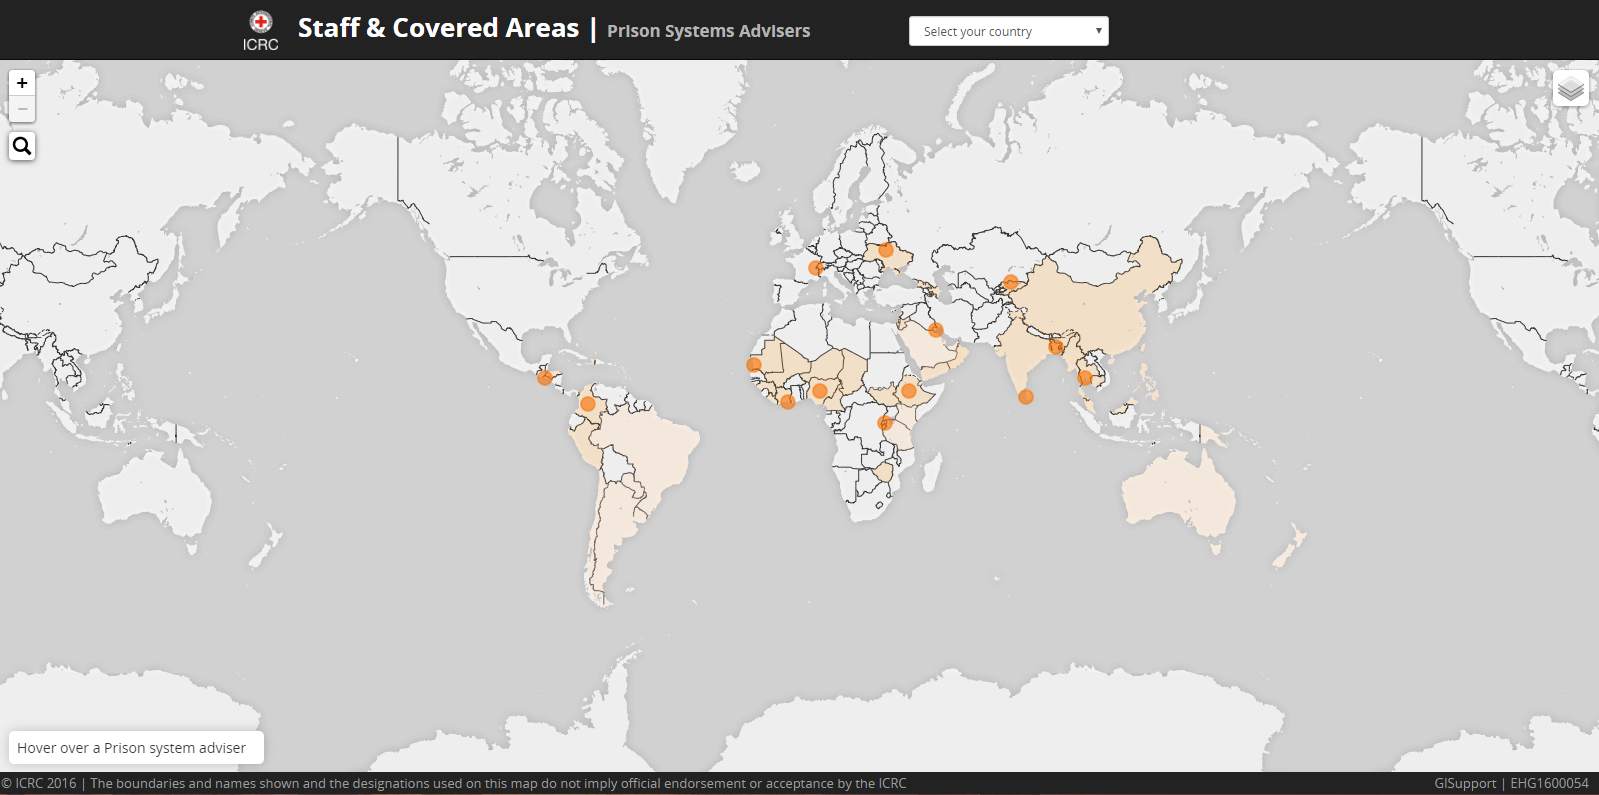 ICRC
Staff & Covered Areas | Prison Systems Advisers
Select your country
+
−
Hover over a Prison system adviser
© ICRC 2016 | The boundaries and names shown and the designations used on this map do not imply official endorsement or acceptance by the ICRC
GISupport | EHG1600054